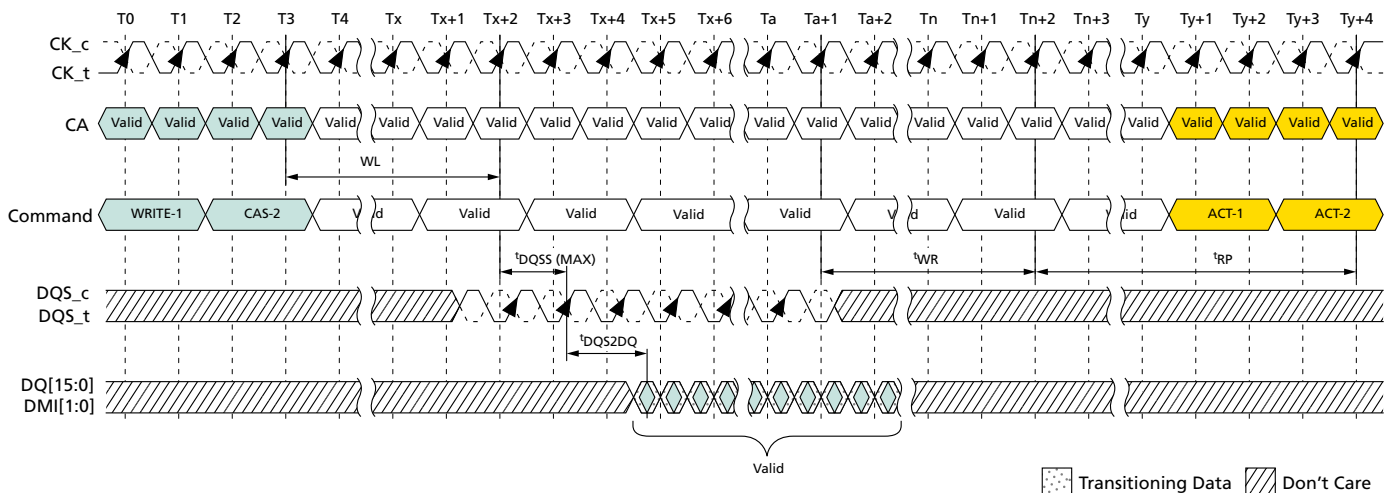 T0 T1 T2 T3 T4 Tx Tx+1 Tx+2 Tx+3 Tx+4 Tx+5 Tx+6 Ta Ta+1 Ta+2 Tn Tn+1 Tn+2 Tn+3 Ty Ty+1 Ty+2 Ty+3 Ty+4
CK_c
CK_t
CA Valid Valid Valid Valid Valid Valid Valid Valid Valid Valid Valid Valid Valid Valid Valid Valid Valid Valid Valid Valid Valid Valid Valid Valid
WL
Command WRITE-1 CAS-2 Valid Valid Valid Valid Valid Valid Valid Valid ACT-1 ACT-2
tDQSS (MAX) tWR tRP
DQS_c
DQS_t
tDQS2DQ
DQ[15:0]
DMI[1:0]
Valid
Transitioning Data Don't Care